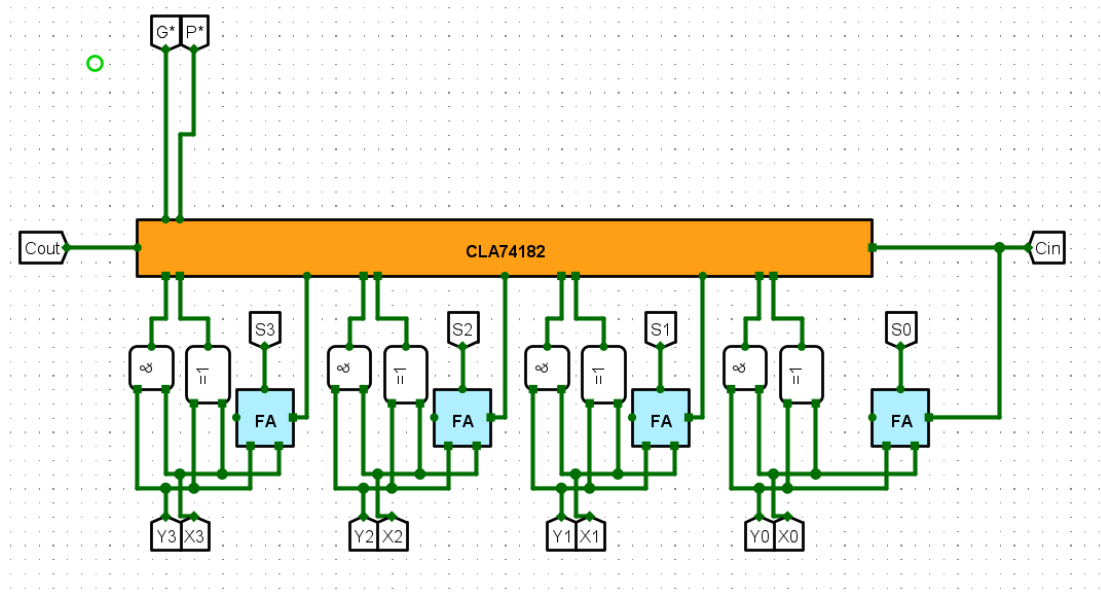 G* P*
Cout CLA74182 Cin
S3 S2 S1 S0
& =1 & =1 & =1 & =1
FA FA FA FA
Y3 X3 Y2 X2 Y1 X1 Y0 X0